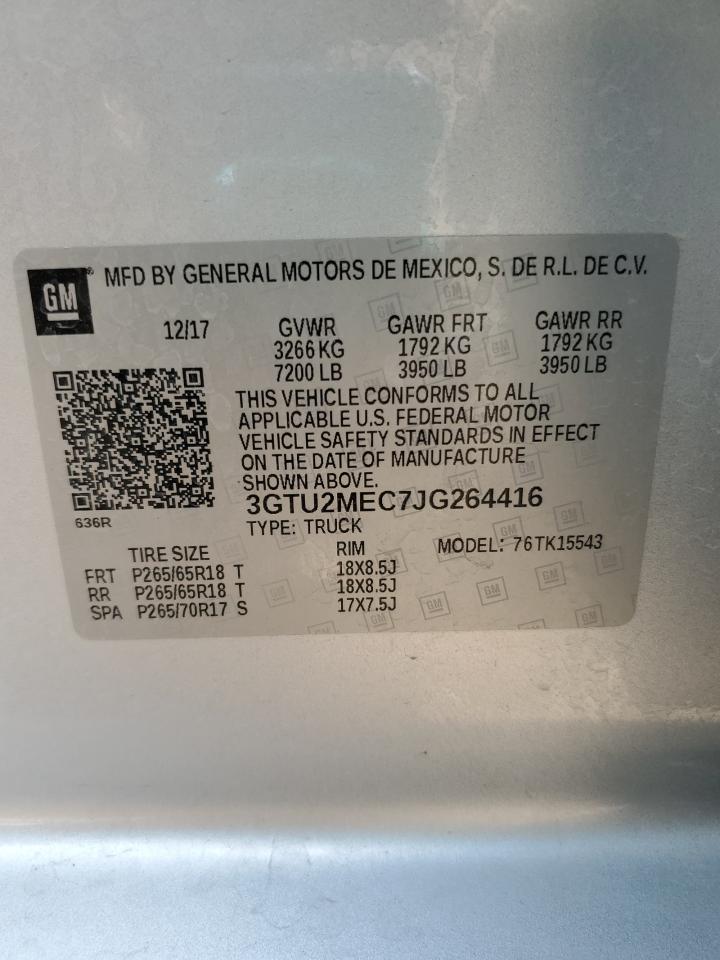 GM® MFD BY GENERAL MOTORS DE MEXICO, S. DE R.L. DE C.V.
12/17 GVWR GAWR FRT GAWR RR
3266 KG 1792 KG 1792 KG
7200 LB 3950 LB 3950 LB
THIS VEHICLE CONFORMS TO ALL
APPLICABLE U.S. FEDERAL MOTOR
VEHICLE SAFETY STANDARDS IN EFFECT
ON THE DATE OF MANUFACTURE
SHOWN ABOVE.
3GTU2MEC7JG264416
636R
TYPE: TRUCK
TIRE SIZE RIM MODEL: 76TK15543
FRT P265/65R18 T 18X8.5J
RR P265/65R18 T 18X8.5J
SPA P265/70R17 S 17X7.5J